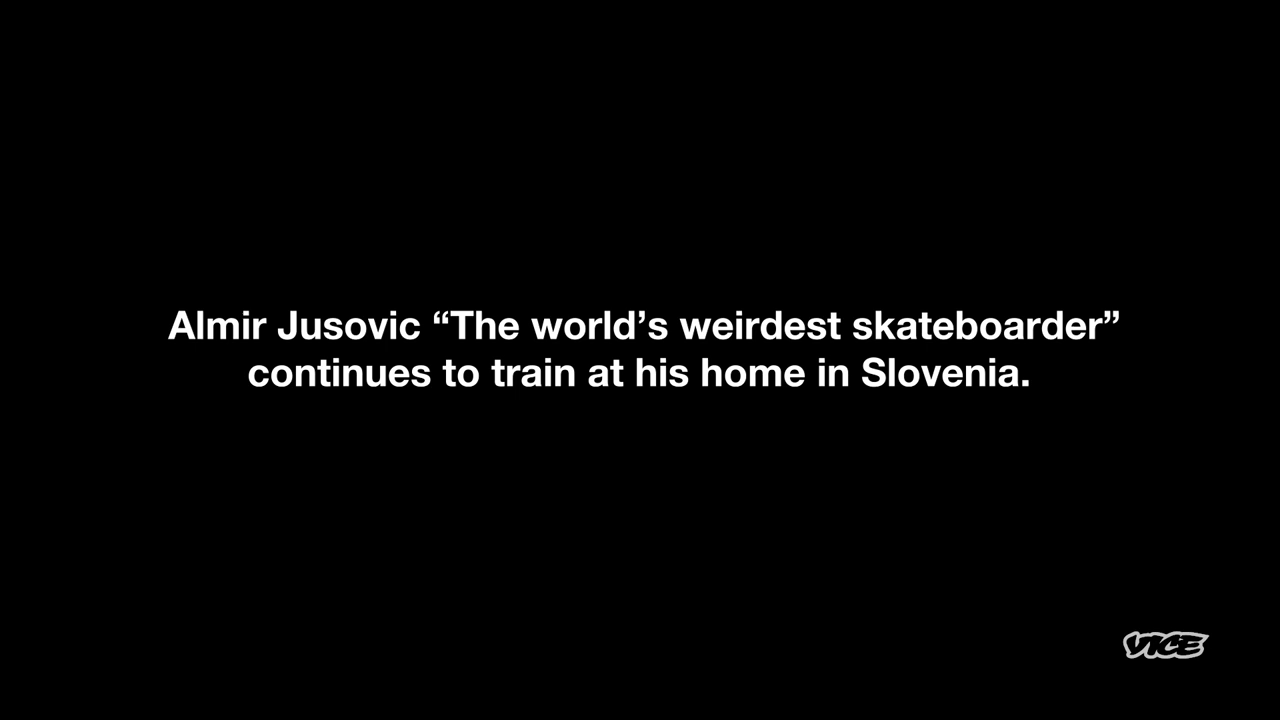 Almir Jusovic “The world’s weirdest skateboarder”
continues to train at his home in Slovenia.
VICE